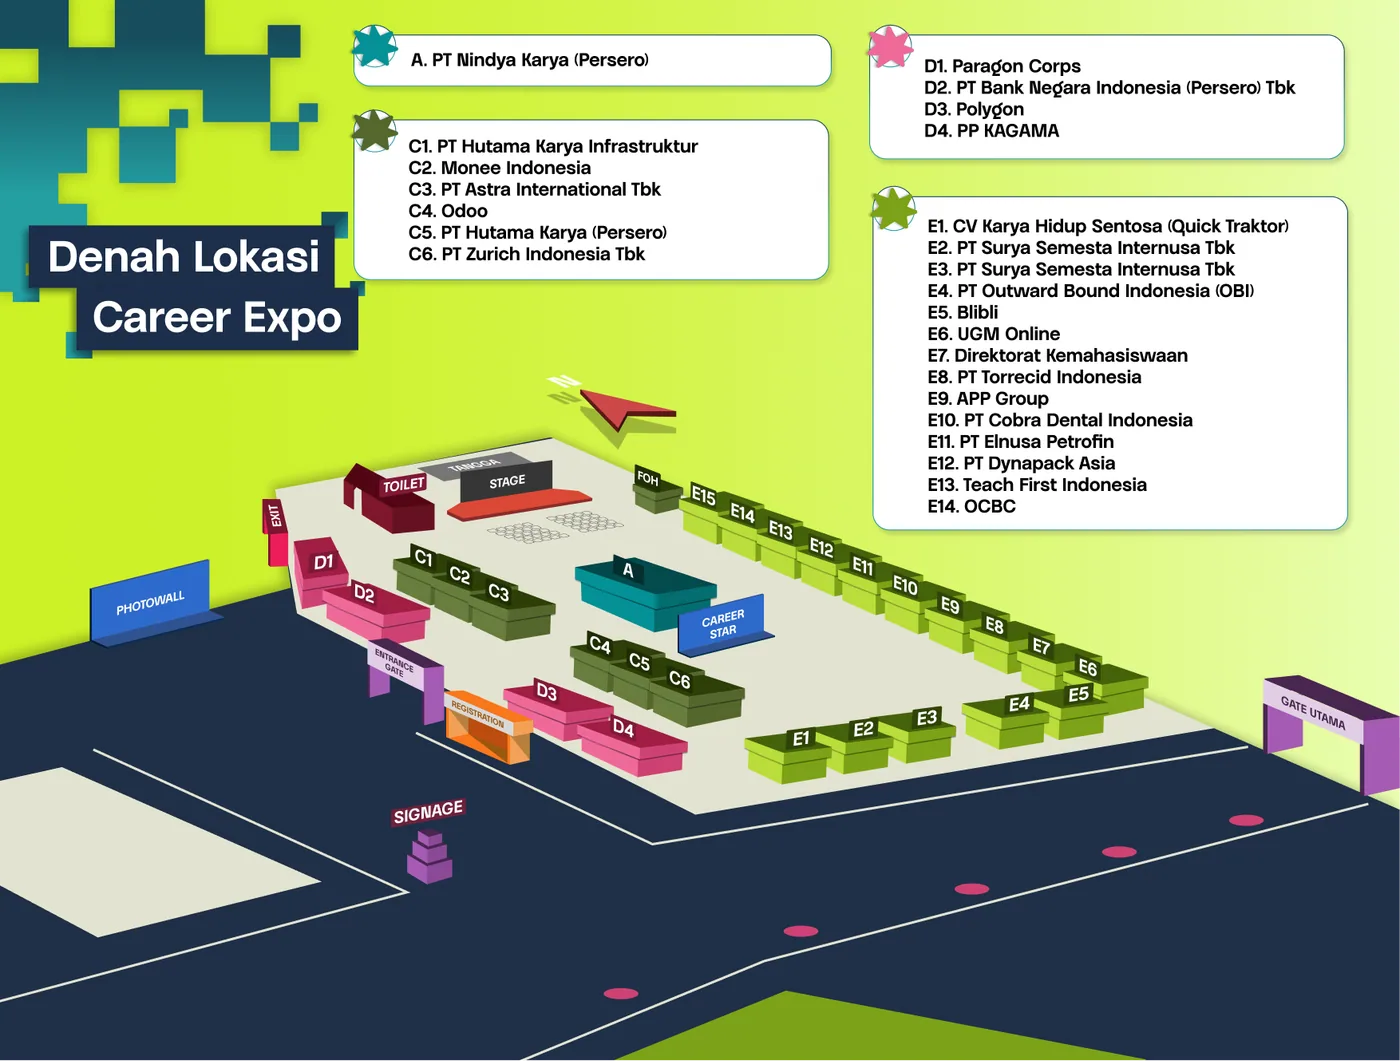 Denah Lokasi
Career Expo
A. PT Nindya Karya (Persero)
C1. PT Hutama Karya Infrastruktur
C2. Monee Indonesia
C3. PT Astra International Tbk
C4. Odoo
C5. PT Hutama Karya (Persero)
C6. PT Zurich Indonesia Tbk
D1. Paragon Corps
D2. PT Bank Negara Indonesia (Persero) Tbk
D3. Polygon
D4. PP KAGAMA
E1. CV Karya Hidup Sentosa (Quick Traktor)
E2. PT Surya Semesta Internusa Tbk
E3. PT Surya Semesta Internusa Tbk
E4. PT Outward Bound Indonesia (OBI)
E5. Blibli
E6. UGM Online
E7. Direktorat Kemahasiswaan
E8. PT Torrecid Indonesia
E9. APP Group
E10. PT Cobra Dental Indonesia
E11. PT Elnusa Petrofin
E12. PT Dynapack Asia
E13. Teach First Indonesia
E14. OCBC
N
TANGGA
STAGE
TOILET
FOH
EXIT
E15
E14
E13
E12
E11
E10
E9
E8
E7
E6
E5
E4
E3
E2
E1
D1
D2
C1
C2
C3
A
CAREER
STAR
C4
C5
C6
D3
D4
PHOTOWALL
ENTRANCE
GATE
REGISTRATION
GATE UTAMA
SIGNAGE